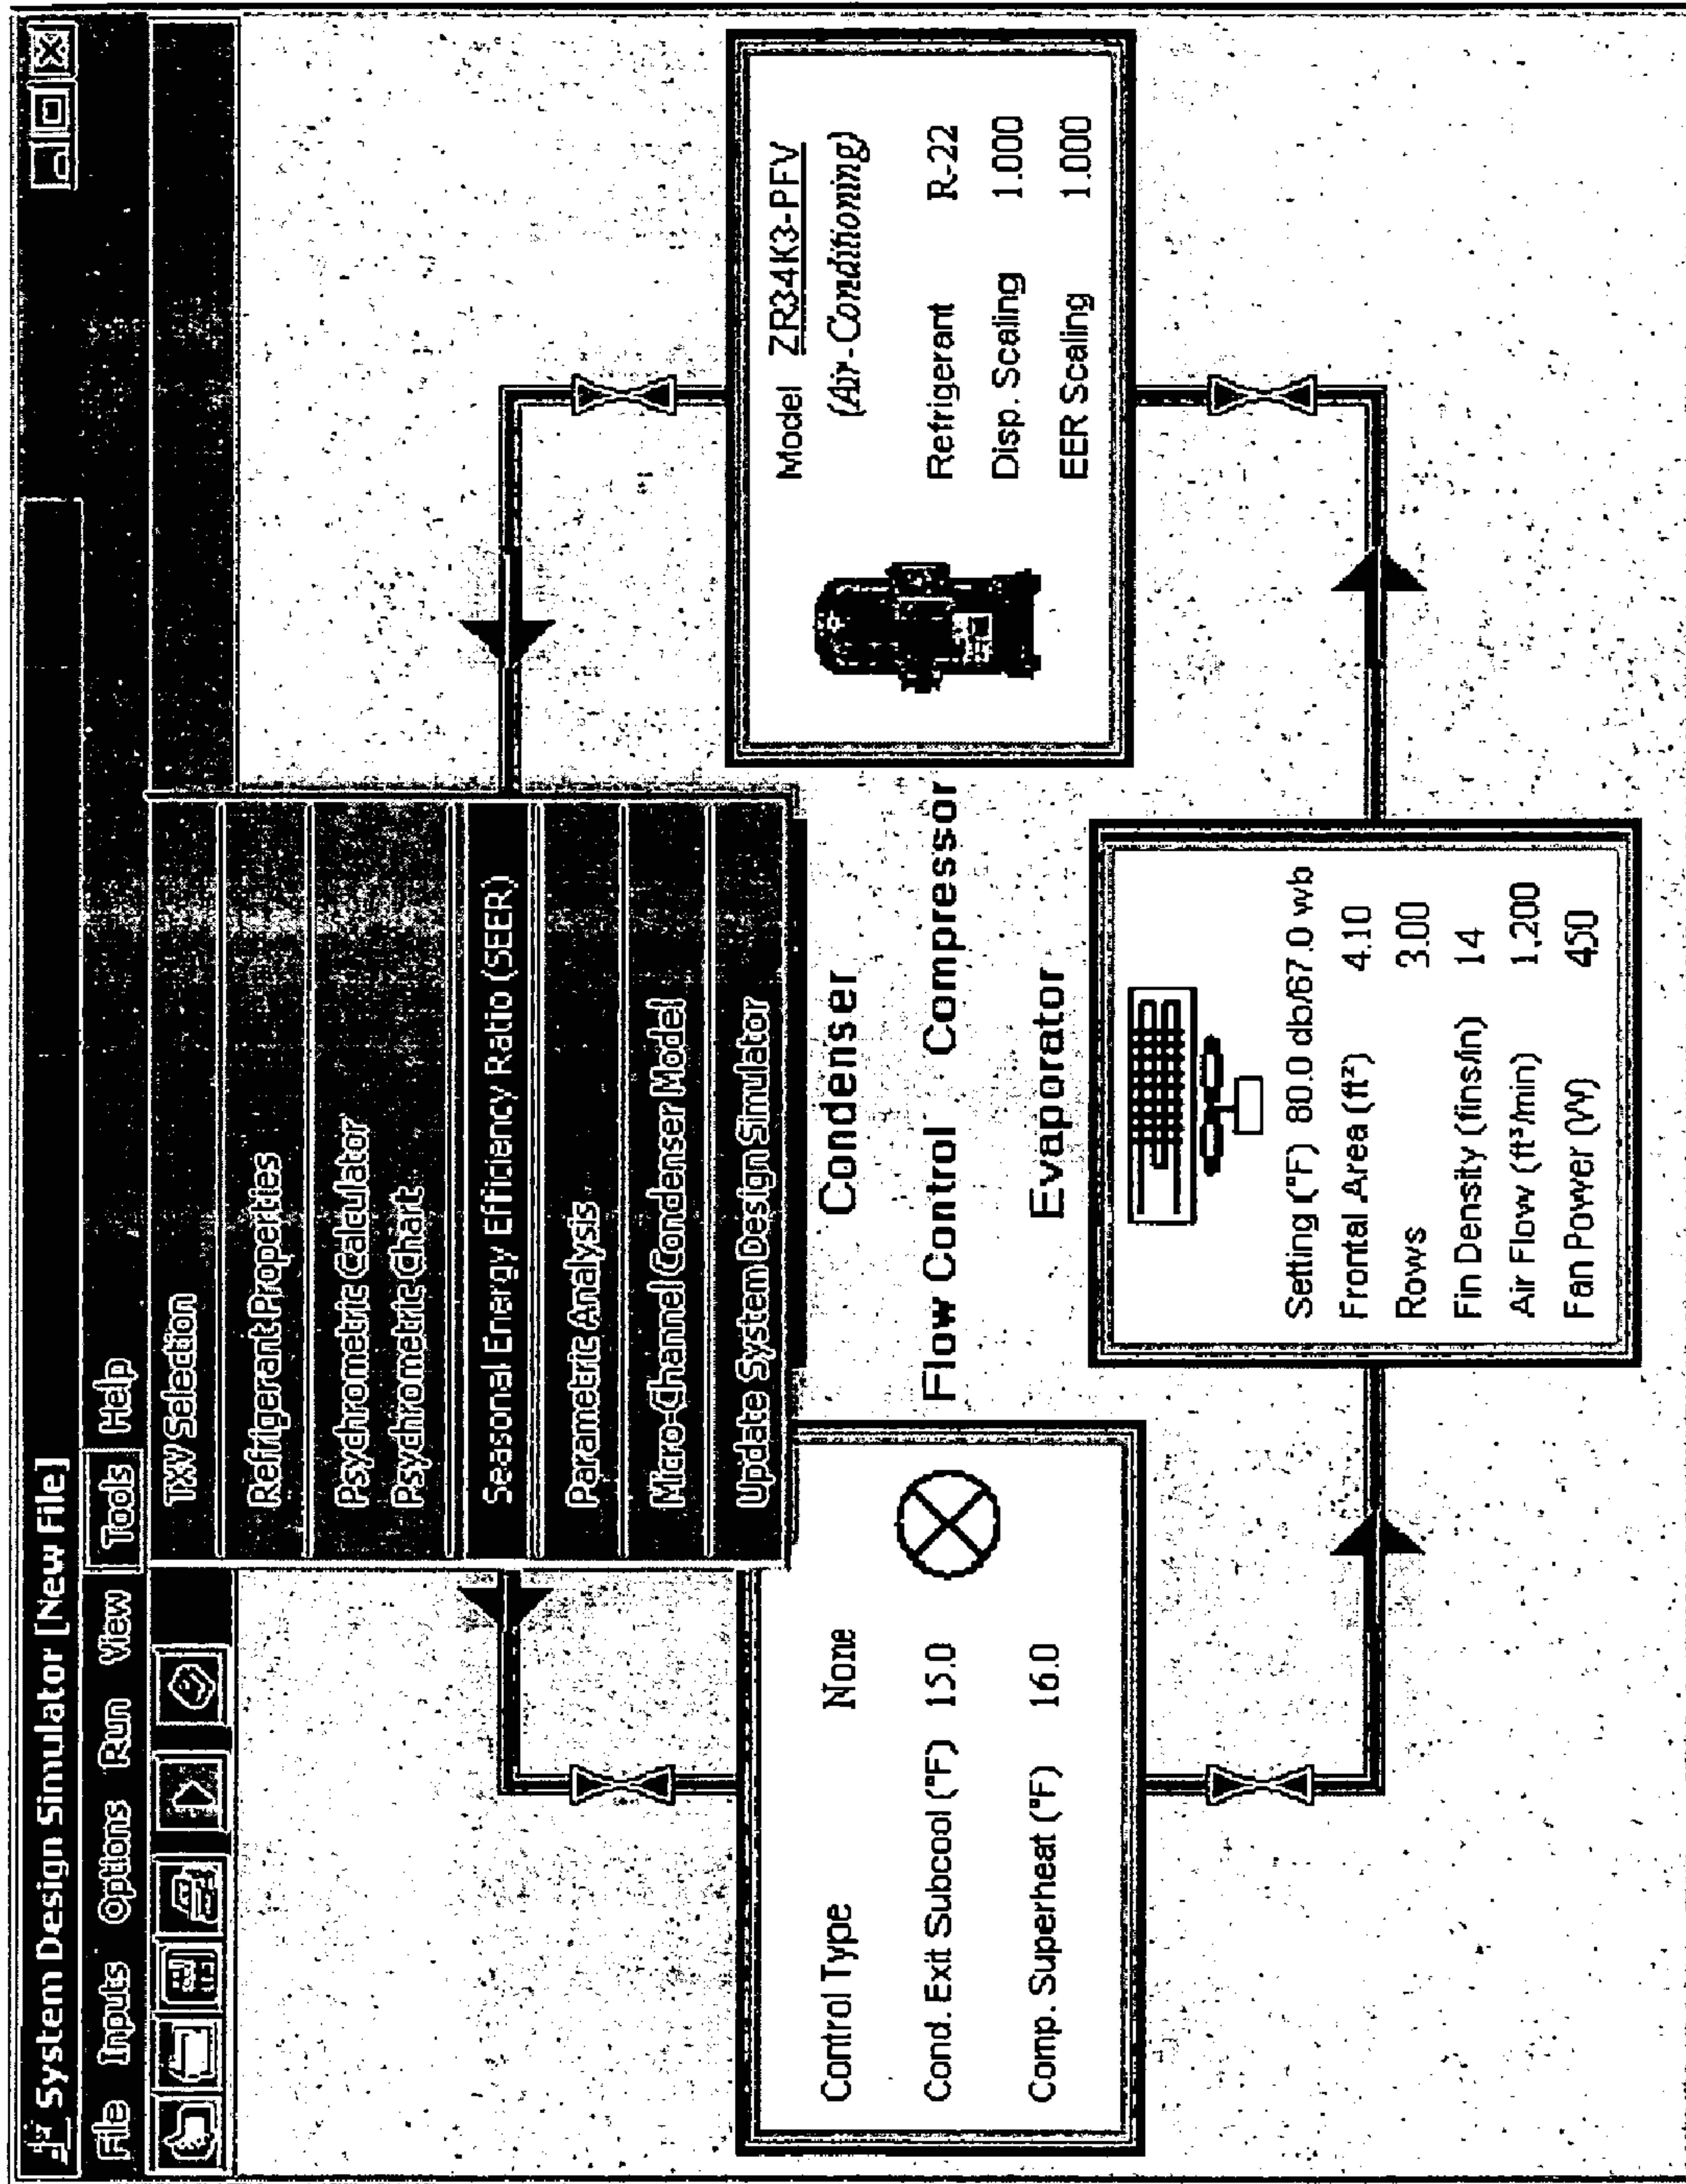 System Design Simulator [New File]
File Inputs Options Run View Tools Help
TXV Selection
Refrigerant Properties
Psychrometric Calculator
Psychrometric Chart
Seasonal Energy Efficiency Ratio (SEER)
Parametric Analysis
Micro-Channel Condenser Model
Update System Design Simulator
Control Type None
Cond. Exit Subcool (°F) 15.0
Comp. Superheat (°F) 16.0
Condenser
Flow Control Compressor
Evaporator
Model ZR34K3-PFV
(Air-Conditioning)
Refrigerant R-22
Disp. Scaling 1.000
EER Scaling 1.000
Setting (°F) 80.0 db/67.0 wb
Frontal Area (ft²) 4.10
Rows 3.00
Fin Density (fins/in) 14
Air Flow (ft³/min) 1,200
Fan Power (W) 450